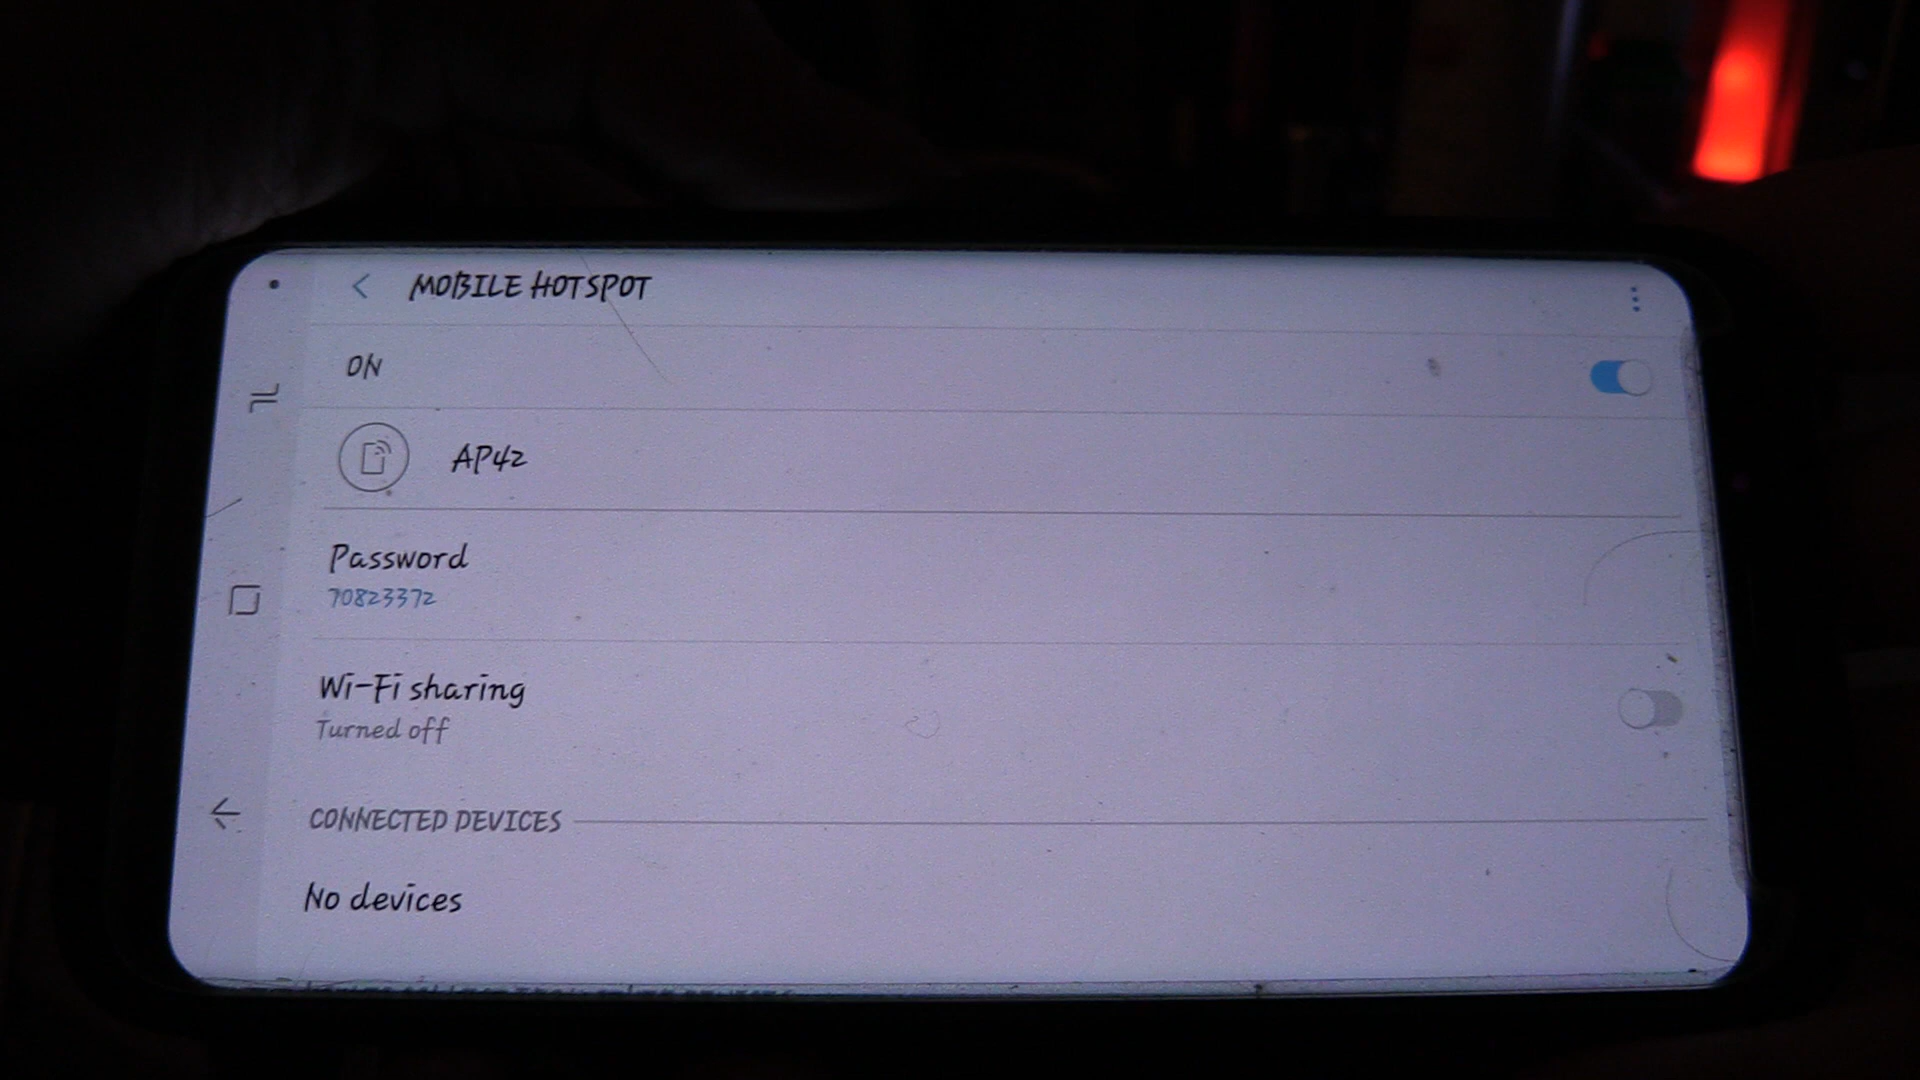 MOBILE HOTSPOT
ON
AP42
Password
70823372
Wi-Fi sharing
Turned off
CONNECTED DEVICES
No devices